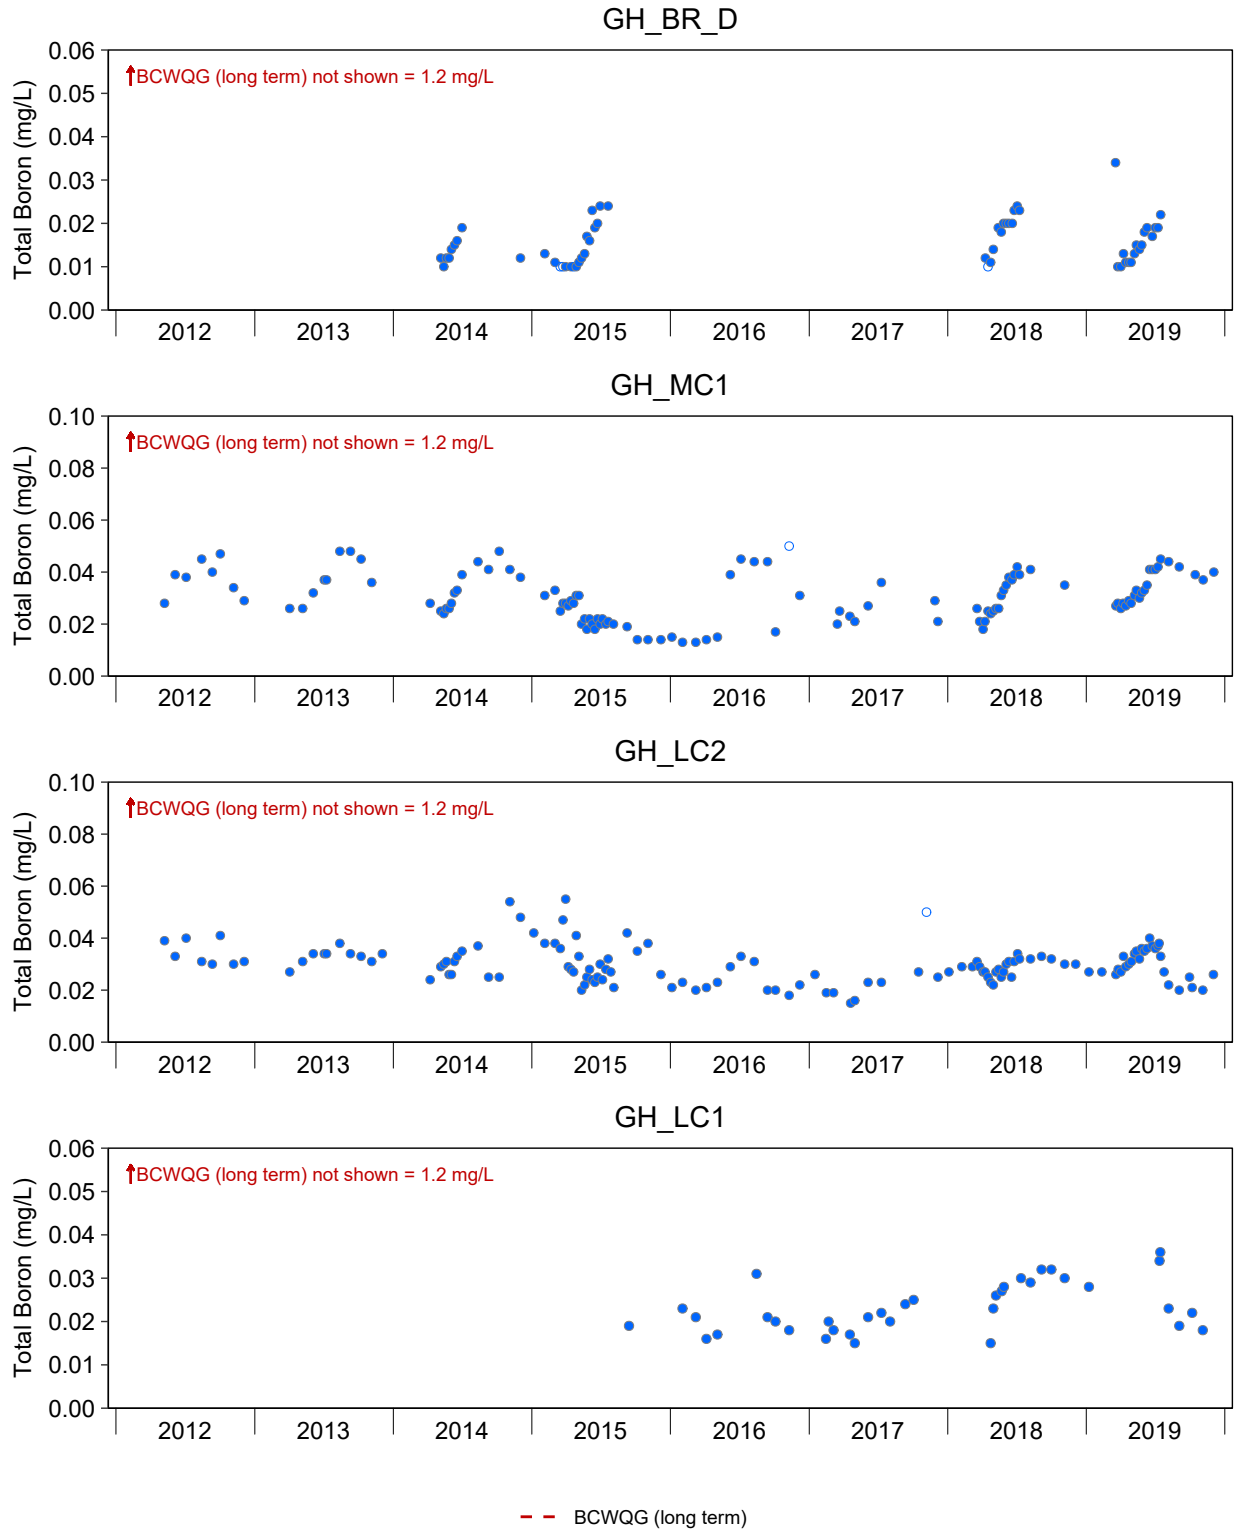 GH_BR_D
Total Boron (mg/L)
0.06
0.05
0.04
0.03
0.02
0.01
0.00
BCWQG (long term) not shown = 1.2 mg/L
2012 2013 2014 2015 2016 2017 2018 2019
GH_MC1
Total Boron (mg/L)
0.10
0.08
0.06
0.04
0.02
0.00
BCWQG (long term) not shown = 1.2 mg/L
2012 2013 2014 2015 2016 2017 2018 2019
GH_LC2
Total Boron (mg/L)
0.10
0.08
0.06
0.04
0.02
0.00
BCWQG (long term) not shown = 1.2 mg/L
2012 2013 2014 2015 2016 2017 2018 2019
GH_LC1
Total Boron (mg/L)
0.06
0.05
0.04
0.03
0.02
0.01
0.00
BCWQG (long term) not shown = 1.2 mg/L
2012 2013 2014 2015 2016 2017 2018 2019
BCWQG (long term)